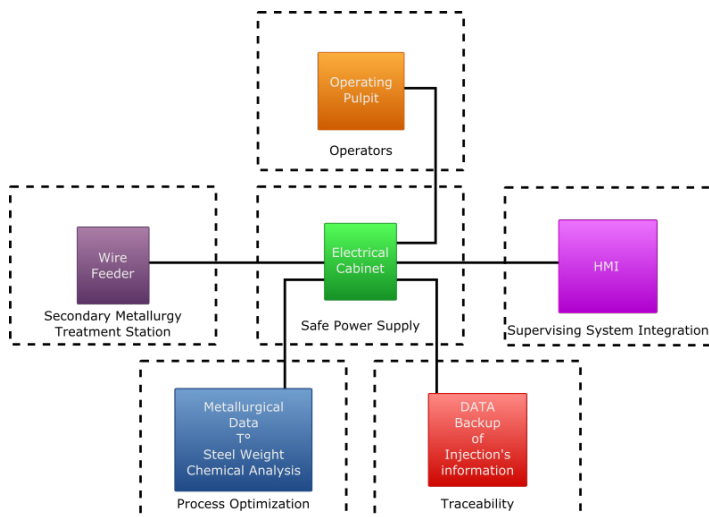 Operating
Pulpit
Operators
Wire
Feeder
Secondary Metallurgy
Treatment Station
Electrical
Cabinet
Safe Power Supply
HMI
Supervising System Integration
Metallurgical
Data
T°
Steel Weight
Chemical Analysis
Process Optimization
DATA
Backup
of
Injection's
information
Traceability